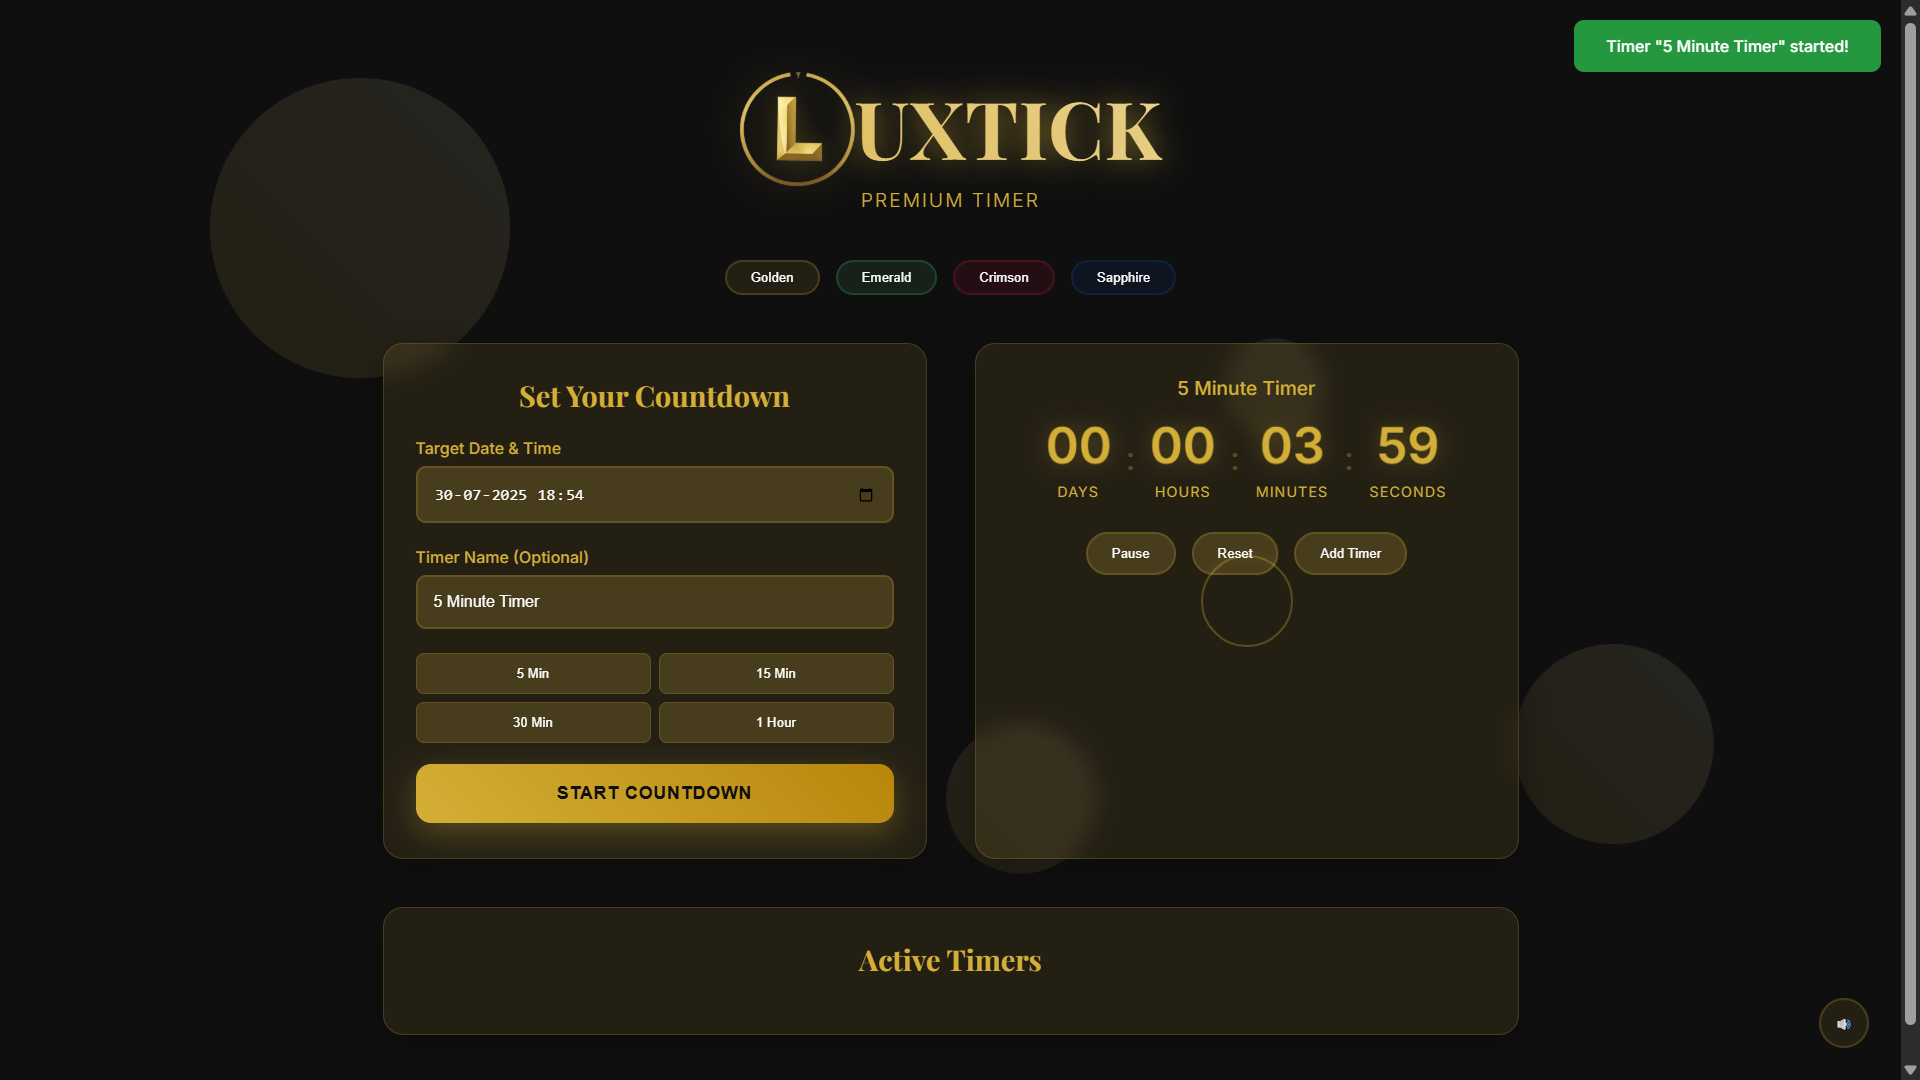 Timer "5 Minute Timer" started!
LUXTICK
PREMIUM TIMER
Golden
Emerald
Crimson
Sapphire
Set Your Countdown
Target Date & Time
30-07-2025 18:54
Timer Name (Optional)
5 Minute Timer
5 Min
15 Min
30 Min
1 Hour
START COUNTDOWN
5 Minute Timer
00 : 00 : 03 : 59
DAYS HOURS MINUTES SECONDS
Pause
Reset
Add Timer
Active Timers